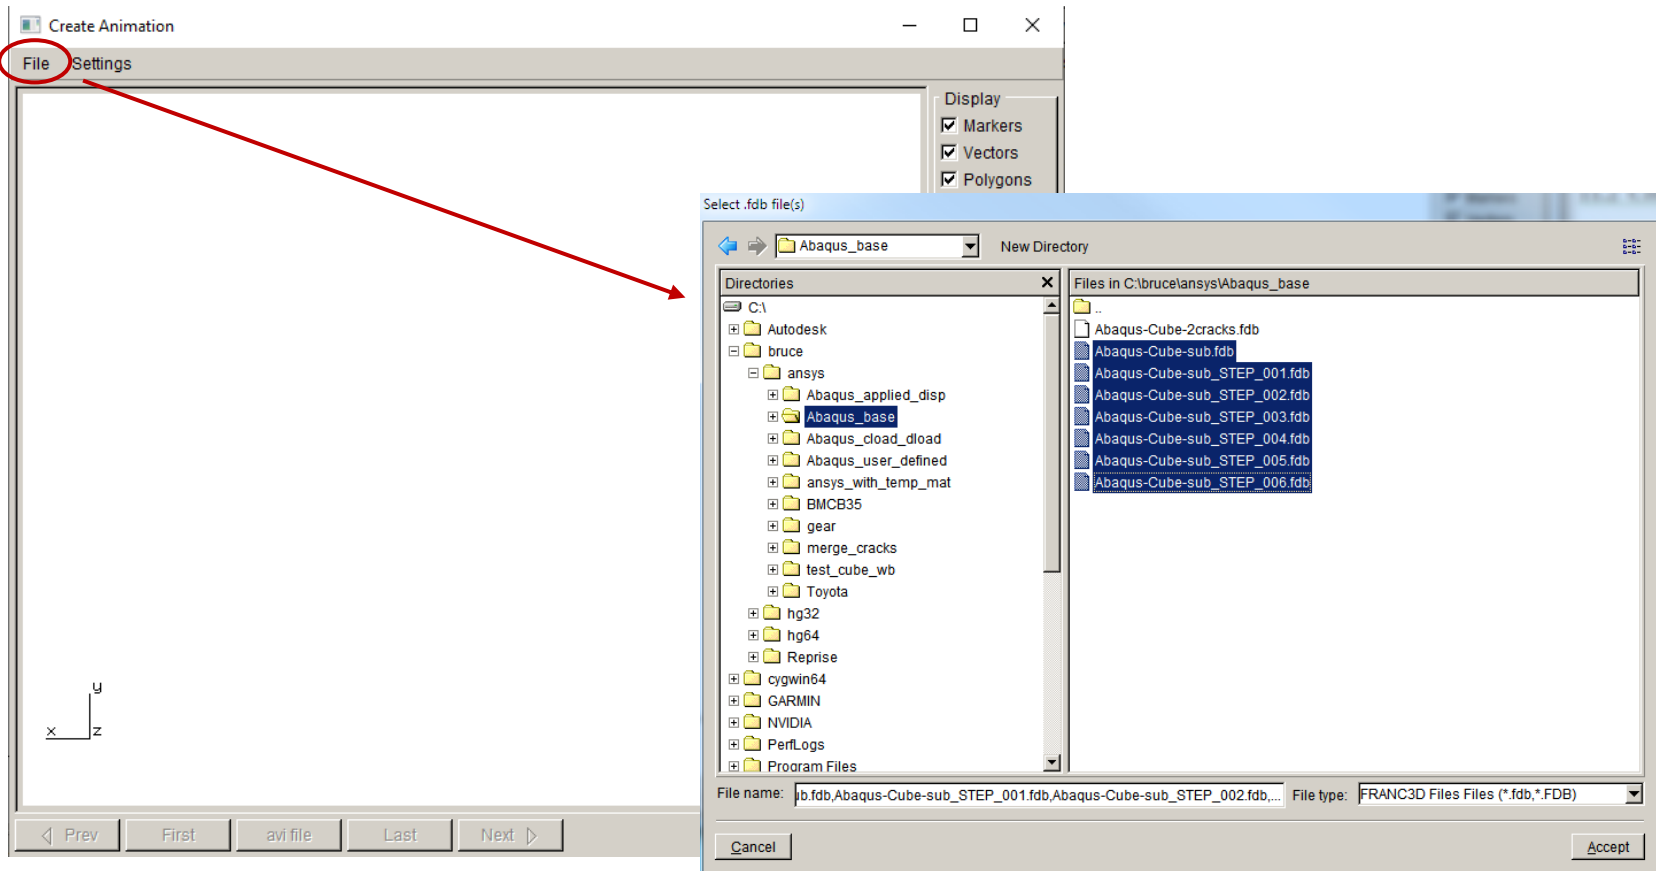 Create Animation
File Settings
Display
Markers
Vectors
Polygons
y
x z
Prev First avi file Last Next
Select .fdb file(s)
Abaqus_base New Directory
Directories
C:\
Autodesk
bruce
ansys
Abaqus_applied_disp
Abaqus_base
Abaqus_cload_dload
Abaqus_user_defined
ansys_with_temp_mat
BMCB35
gear
merge_cracks
test_cube_wb
Toyota
hg32
hg64
Reprise
cygwin64
GARMIN
NVIDIA
PerfLogs
Program Files
Files in C:\bruce\ansys\Abaqus_base
..
Abaqus-Cube-2cracks.fdb
Abaqus-Cube-sub.fdb
Abaqus-Cube-sub_STEP_001.fdb
Abaqus-Cube-sub_STEP_002.fdb
Abaqus-Cube-sub_STEP_003.fdb
Abaqus-Cube-sub_STEP_004.fdb
Abaqus-Cube-sub_STEP_005.fdb
Abaqus-Cube-sub_STEP_006.fdb
File name: ub.fdb,Abaqus-Cube-sub_STEP_001.fdb,Abaqus-Cube-sub_STEP_002.fdb,... File type: FRANC3D Files Files (*.fdb,*.FDB)
Cancel Accept